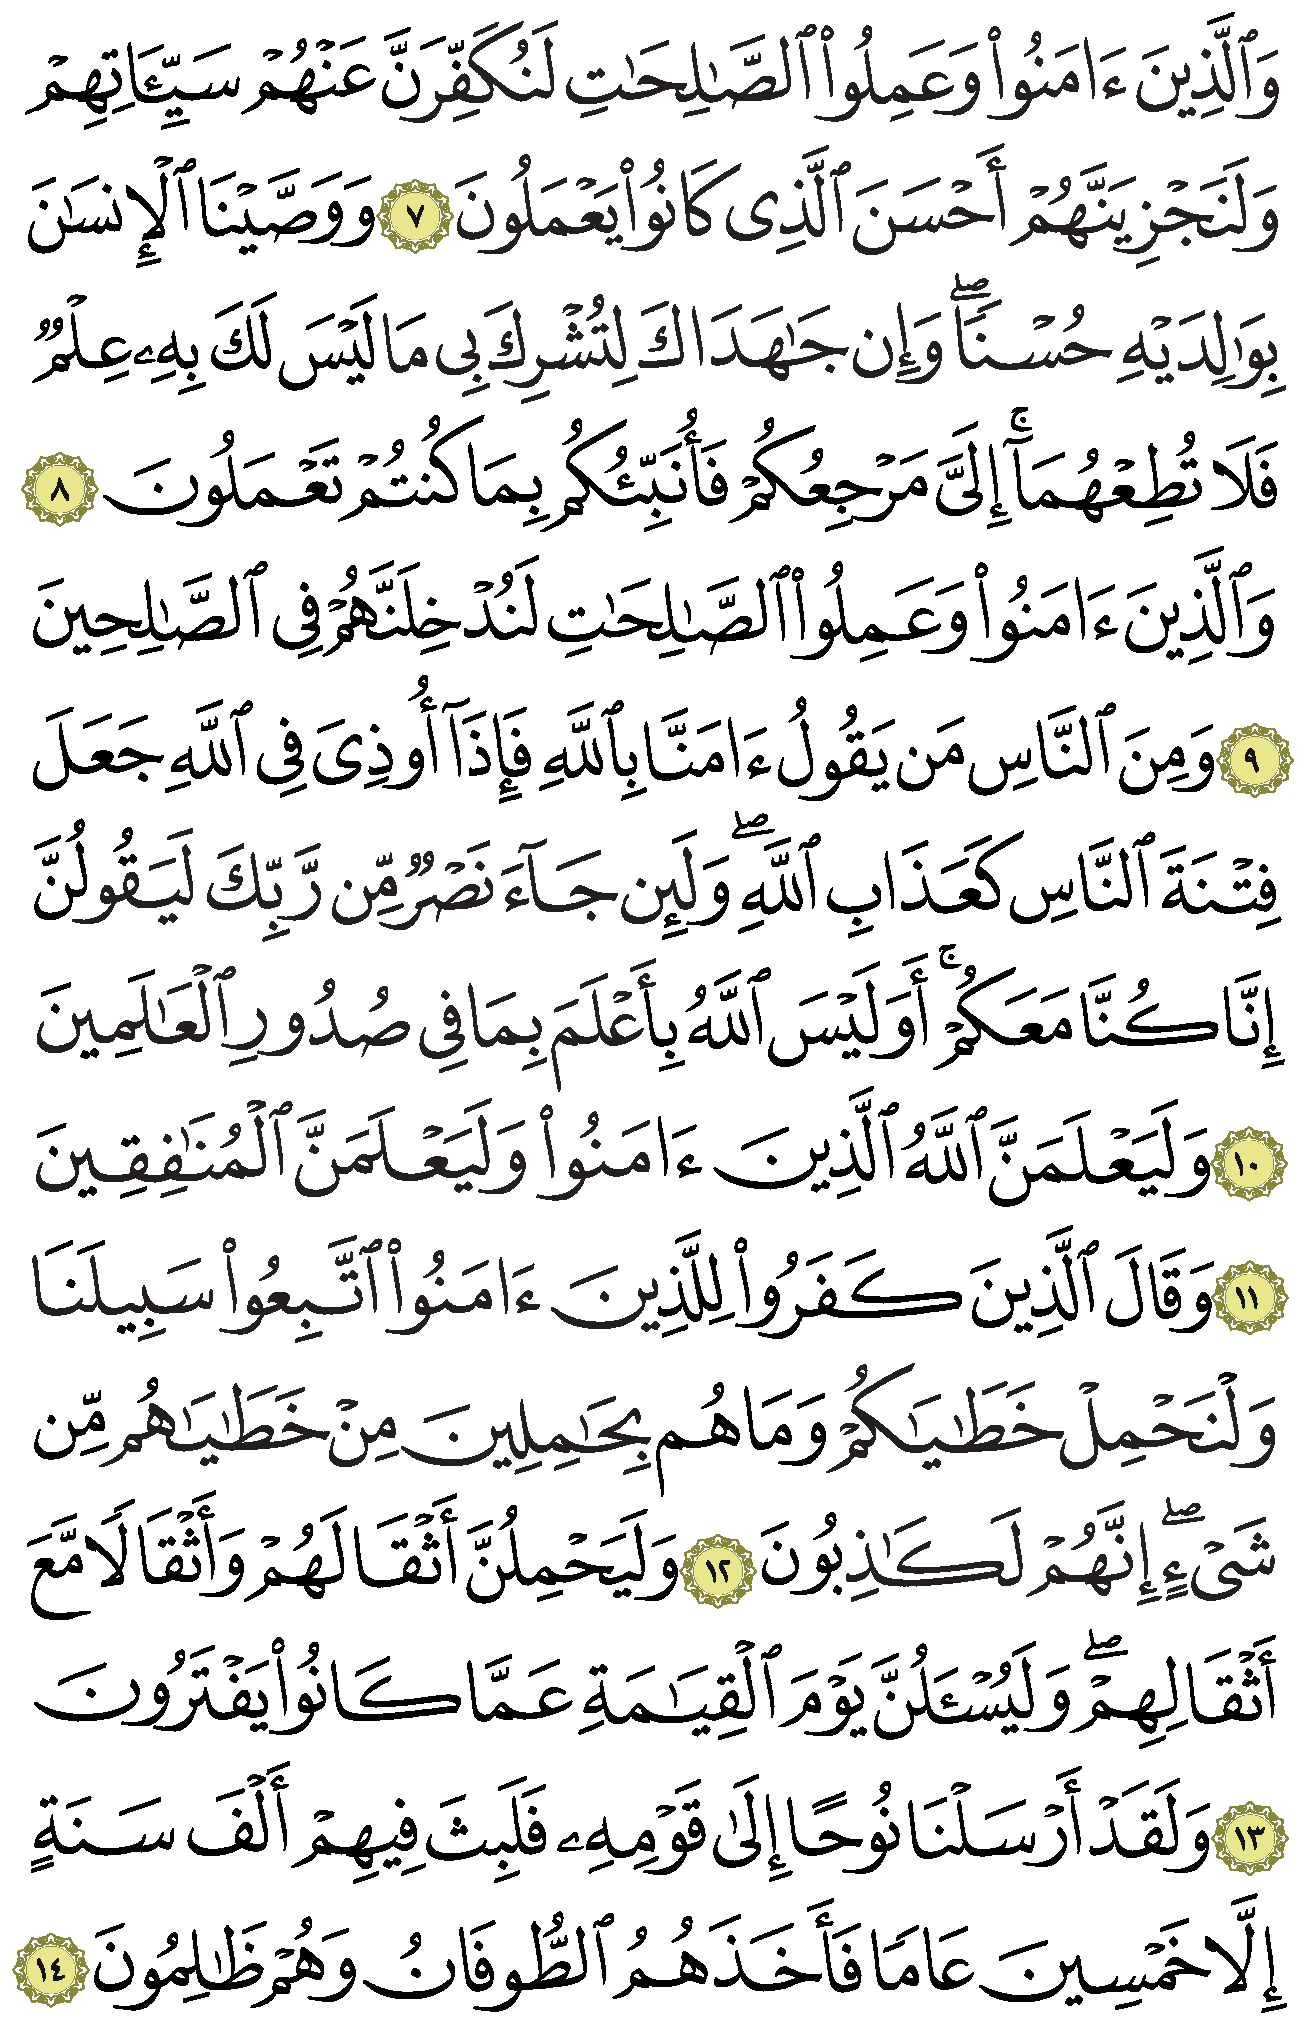 وَٱلَّذِينَ ءَامَنُوا۟ وَعَمِلُوا۟ ٱلصَّـٰلِحَـٰتِ لَنُكَفِّرَنَّ عَنْهُمْ سَيِّـَٔاتِهِمْ
وَلَنَجْزِيَنَّهُمْ أَحْسَنَ ٱلَّذِى كَانُوا۟ يَعْمَلُونَ ٧ وَوَصَّيْنَا ٱلْإِنسَـٰنَ
بِوَٰلِدَيْهِ حُسْنًا ۖ وَإِن جَـٰهَدَاكَ لِتُشْرِكَ بِى مَا لَيْسَ لَكَ بِهِۦ عِلْمٌ
فَلَا تُطِعْهُمَآ ۚ إِلَىَّ مَرْجِعُكُمْ فَأُنَبِّئُكُم بِمَا كُنتُمْ تَعْمَلُونَ ٨
وَٱلَّذِينَ ءَامَنُوا۟ وَعَمِلُوا۟ ٱلصَّـٰلِحَـٰتِ لَنُدْخِلَنَّهُمْ فِى ٱلصَّـٰلِحِينَ
٩ وَمِنَ ٱلنَّاسِ مَن يَقُولُ ءَامَنَّا بِٱللَّهِ فَإِذَآ أُوذِىَ فِى ٱللَّهِ جَعَلَ
فِتْنَةَ ٱلنَّاسِ كَعَذَابِ ٱللَّهِ ۖ وَلَئِن جَآءَ نَصْرٌ مِّن رَّبِّكَ لَيَقُولُنَّ
إِنَّا كُنَّا مَعَكُمْ ۚ أَوَلَيْسَ ٱللَّهُ بِأَعْلَمَ بِمَا فِى صُدُورِ ٱلْعَـٰلَمِينَ
١٠ وَلَيَعْلَمَنَّ ٱللَّهُ ٱلَّذِينَ ءَامَنُوا۟ وَلَيَعْلَمَنَّ ٱلْمُنَـٰفِقِينَ
١١ وَقَالَ ٱلَّذِينَ كَفَرُوا۟ لِلَّذِينَ ءَامَنُوا۟ ٱتَّبِعُوا۟ سَبِيلَنَا
وَلْنَحْمِلْ خَطَـٰيَـٰكُمْ وَمَا هُم بِحَـٰمِلِينَ مِنْ خَطَـٰيَـٰهُم مِّن
شَىْءٍ ۖ إِنَّهُمْ لَكَـٰذِبُونَ ١٢ وَلَيَحْمِلُنَّ أَثْقَالَهُمْ وَأَثْقَالًا مَّعَ
أَثْقَالِهِمْ ۖ وَلَيُسْـَٔلُنَّ يَوْمَ ٱلْقِيَـٰمَةِ عَمَّا كَانُوا۟ يَفْتَرُونَ
١٣ وَلَقَدْ أَرْسَلْنَا نُوحًا إِلَىٰ قَوْمِهِۦ فَلَبِثَ فِيهِمْ أَلْفَ سَنَةٍ
إِلَّا خَمْسِينَ عَامًا فَأَخَذَهُمُ ٱلطُّوفَانُ وَهُمْ ظَـٰلِمُونَ ١٤